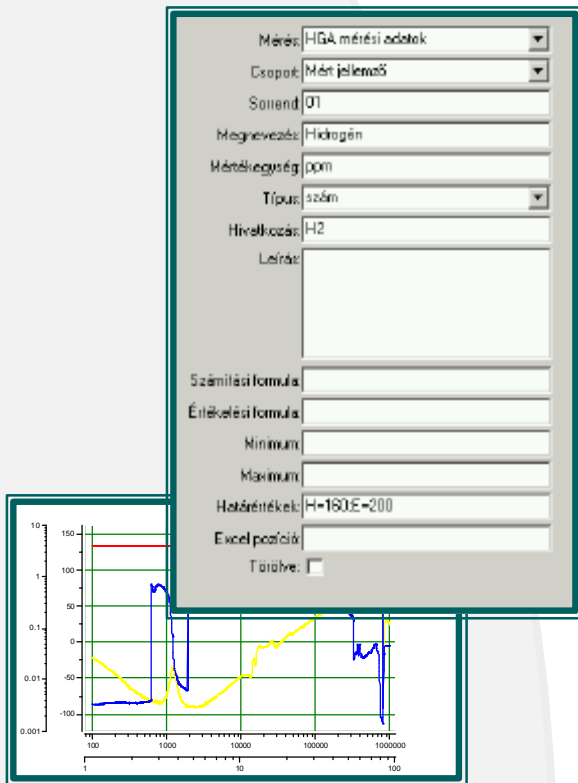 Mérés: HGA mérési adatok
Csoport: Mért jellemző
Sorrend: 01
Megnevezés: Hidrogén
Mértékegység: ppm
Típus: szám
Hivatkozás: H2
Leírás:
Számítási formula:
Értékelési formula:
Minimum:
Maximum:
Határértékek: H=160;E=200
Excel pozíció:
Törölve:
10
1
0.1
0.01
0.001
150
50
0
-50
-100
100 1000 10000 100000 1000000
1 10 100